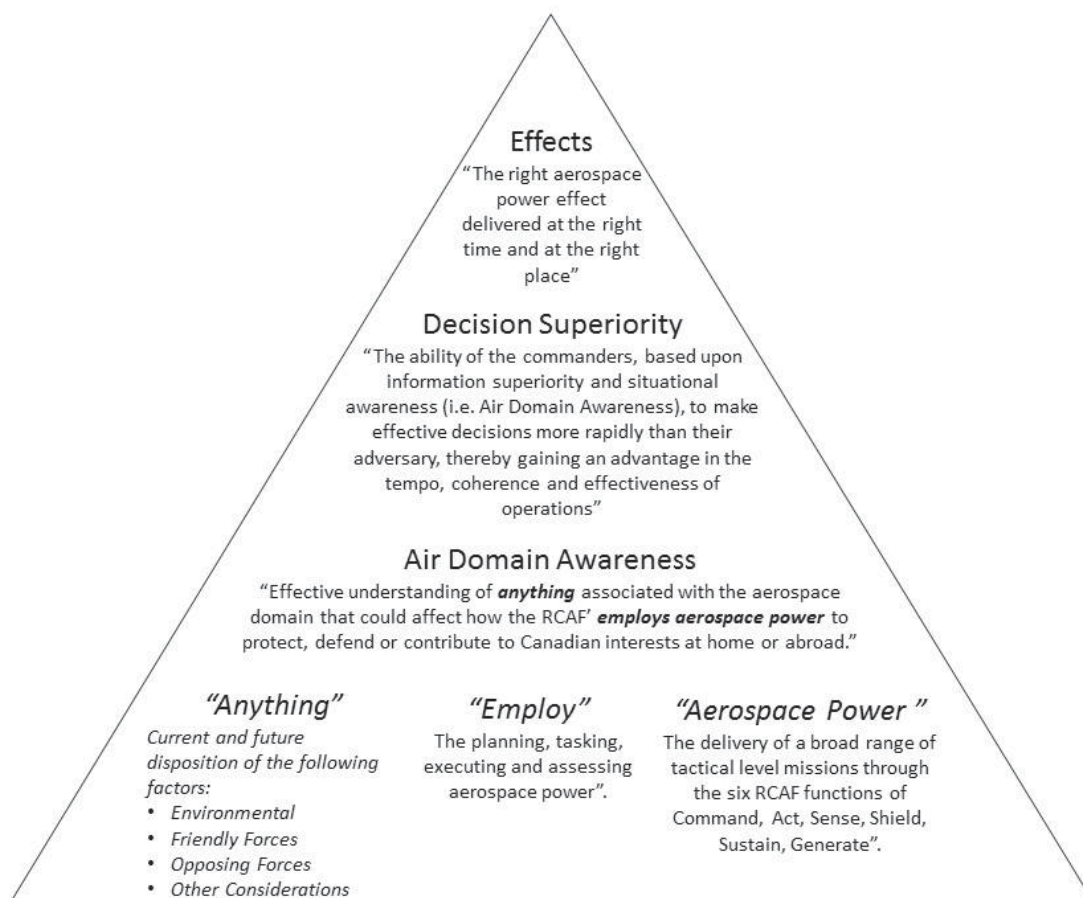 Effects
“The right aerospace
power effect
delivered at the right
time and at the right
place”
Decision Superiority
“The ability of the commanders, based upon
information superiority and situational
awareness (i.e. Air Domain Awareness), to make
effective decisions more rapidly than their
adversary, thereby gaining an advantage in the
tempo, coherence and effectiveness of
operations”
Air Domain Awareness
“Effective understanding of anything associated with the aerospace
domain that could affect how the RCAF’ employs aerospace power to
protect, defend or contribute to Canadian interests at home or abroad.”
“Anything”
Current and future
disposition of the following
factors:
• Environmental
• Friendly Forces
• Opposing Forces
• Other Considerations
“Employ”
The planning, tasking,
executing and assessing
aerospace power”.
“Aerospace Power ”
The delivery of a broad range of
tactical level missions through
the six RCAF functions of
Command, Act, Sense, Shield,
Sustain, Generate”.